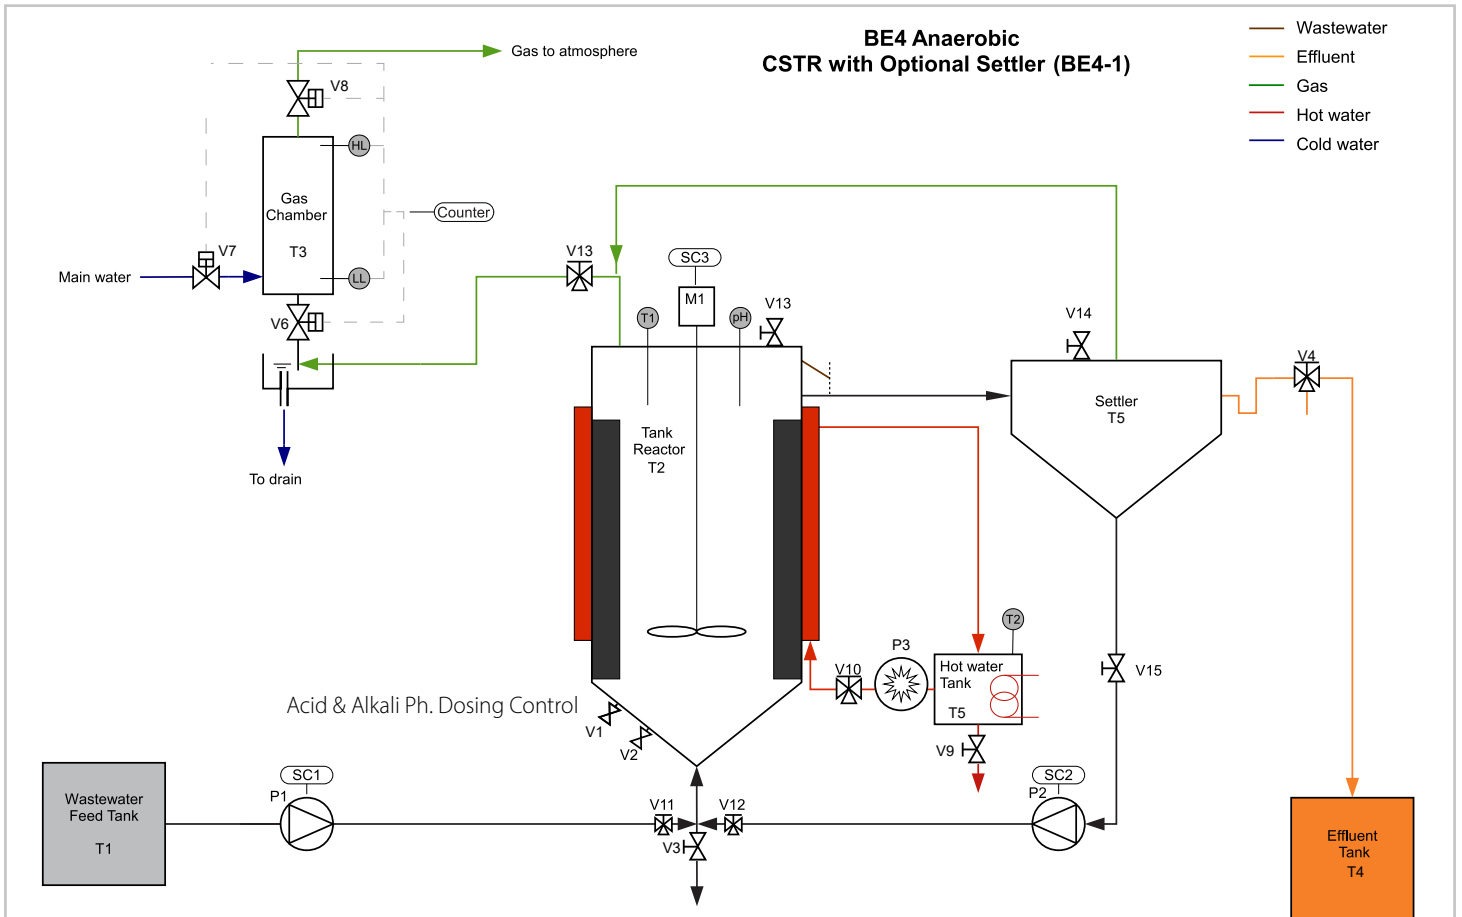 BE4 Anaerobic
CSTR with Optional Settler (BE4-1)
Wastewater
Effluent
Gas
Hot water
Cold water
Gas to atmosphere
V8
HL
Gas
Chamber
T3
Counter
V7
Main water
LL
V6
To drain
V13
SC3
M1
T1
pH
V13
V14
V4
Settler
T5
Tank
Reactor
T2
T2
P3
Hot water
Tank
T5
V10
V15
V9
Acid & Alkali Ph. Dosing Control
V1
V2
SC1
P1
Wastewater
Feed Tank
T1
V11
V12
V3
SC2
P2
Effluent
Tank
T4